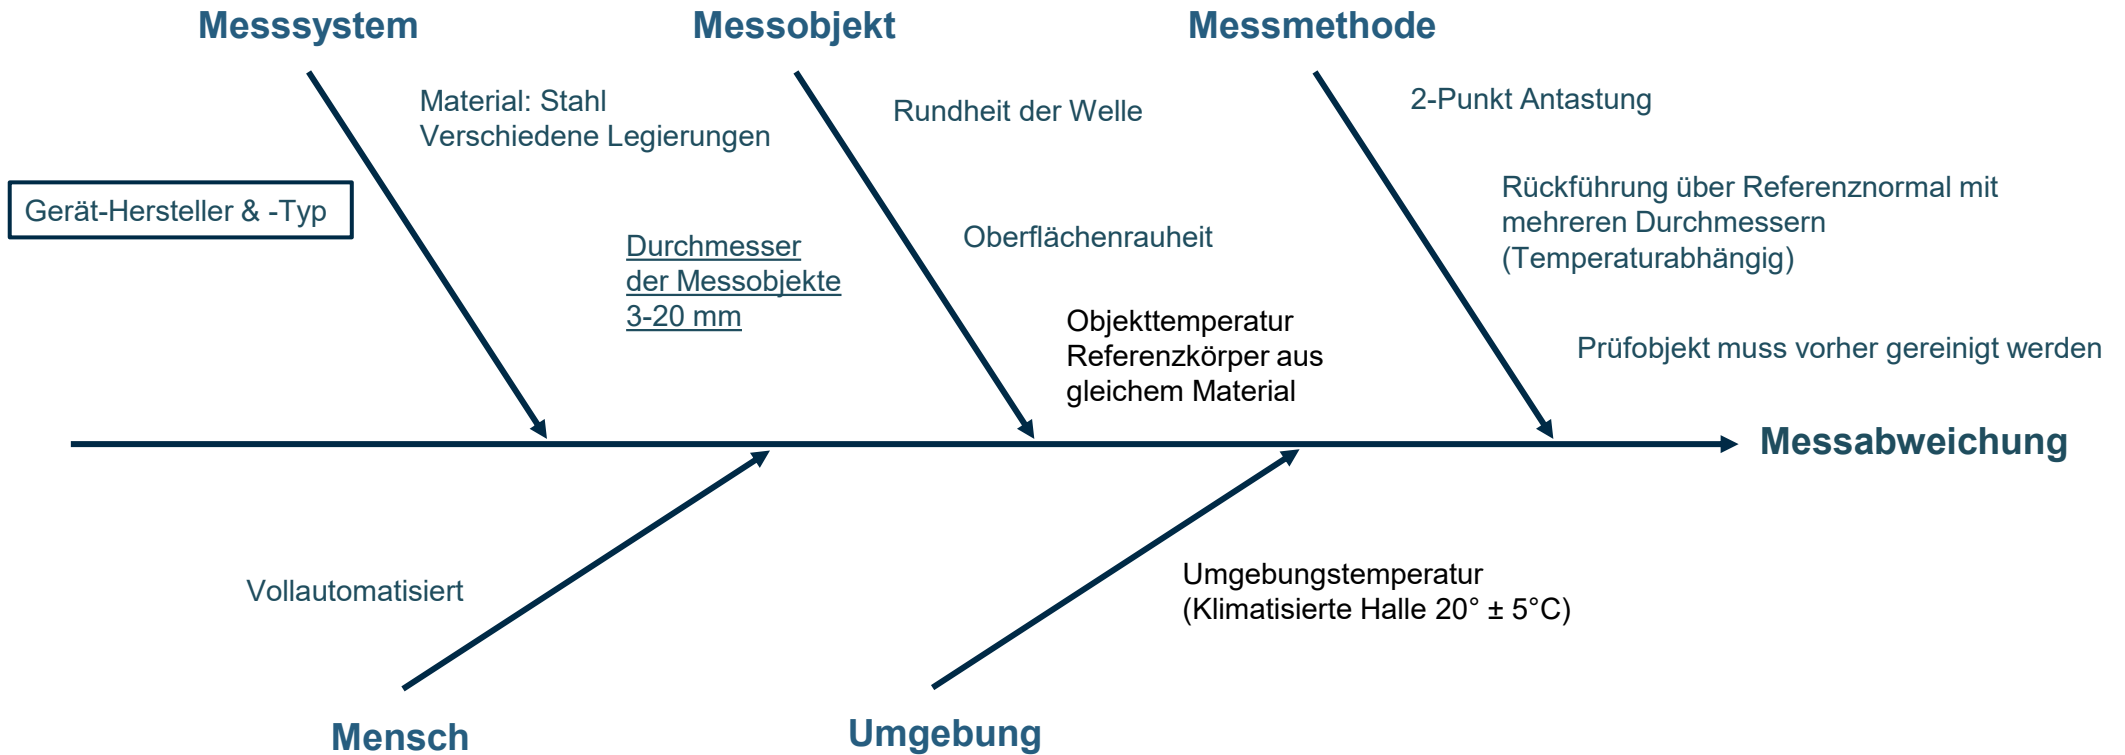 Messsystem
Messobjekt
Messmethode
Material: Stahl
Verschiedene Legierungen
Rundheit der Welle
2-Punkt Antastung
Gerät-Hersteller & -Typ
Durchmesser
der Messobjekte
3-20 mm
Oberflächenrauheit
Rückführung über Referenznormal mit
mehreren Durchmessern
(Temperaturabhängig)
Objekttemperatur
Referenzkörper aus
gleichem Material
Prüfobjekt muss vorher gereinigt werden
Messabweichung
Vollautomatisiert
Umgebungstemperatur
(Klimatisierte Halle 20° ± 5°C)
Mensch
Umgebung